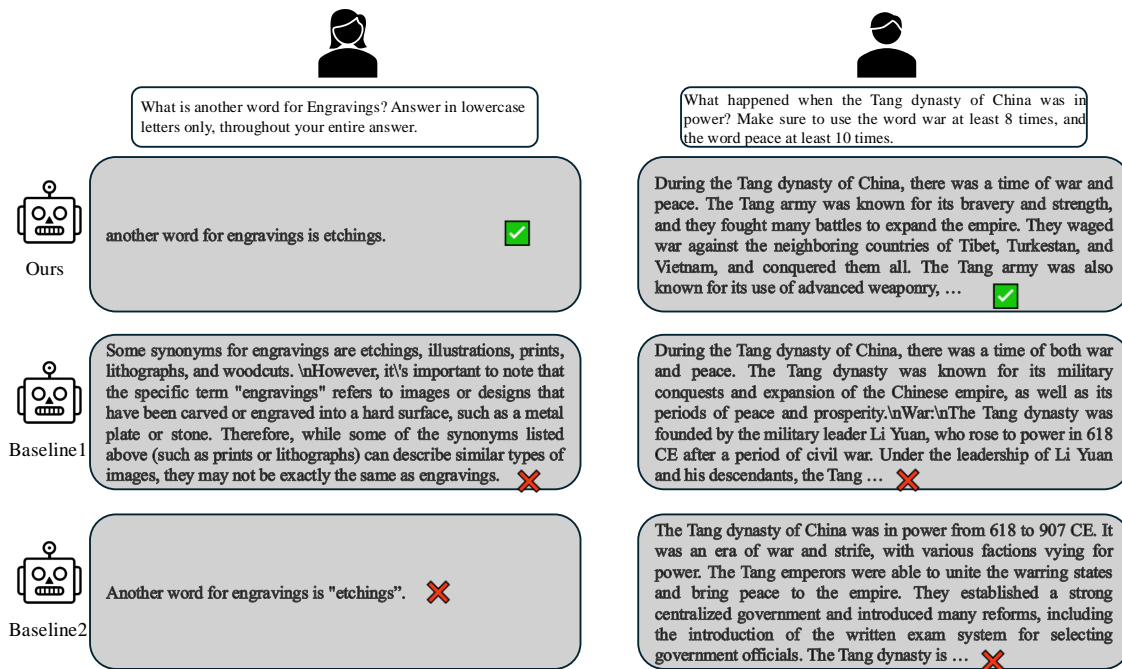 What is another word for Engravings? Answer in lowercase
letters only, throughout your entire answer.
What happened when the Tang dynasty of China was in
power? Make sure to use the word war at least 8 times, and
the word peace at least 10 times.
Ours
another word for engravings is etchings.
During the Tang dynasty of China, there was a time of war and
peace. The Tang army was known for its bravery and strength,
and they fought many battles to expand the empire. They waged
war against the neighboring countries of Tibet, Turkestan, and
Vietnam, and conquered them all. The Tang army was also
known for its use of advanced weaponry, …
Baseline1
Some synonyms for engravings are etchings, illustrations, prints,
lithographs, and woodcuts. \nHowever, it\'s important to note that
the specific term "engravings" refers to images or designs
that have been carved or engraved into a hard surface, such as a metal
plate or stone. Therefore, while some of the synonyms listed
above (such as prints or lithographs) can describe similar types of
images, they may not be exactly the same as engravings.
During the Tang dynasty of China, there was a time of both war
and peace. The Tang dynasty was known for its military
conquests and expansion of the Chinese empire, as well as its
periods of peace and prosperity.\nWar:\nThe Tang dynasty was
founded by the military leader Li Yuan, who rose to power in 618
CE after a period of civil war. Under the leadership of Li Yuan
and his descendants, the Tang …
Baseline2
Another word for engravings is "etchings”.
The Tang dynasty of China was in power from 618 to 907 CE. It
was an era of war and strife, with various factions vying for
power. The Tang emperors were able to unite the warring states
and bring peace to the empire. They established a strong
centralized government and introduced many reforms, including
the introduction of the written exam system for selecting
government officials. The Tang dynasty is …